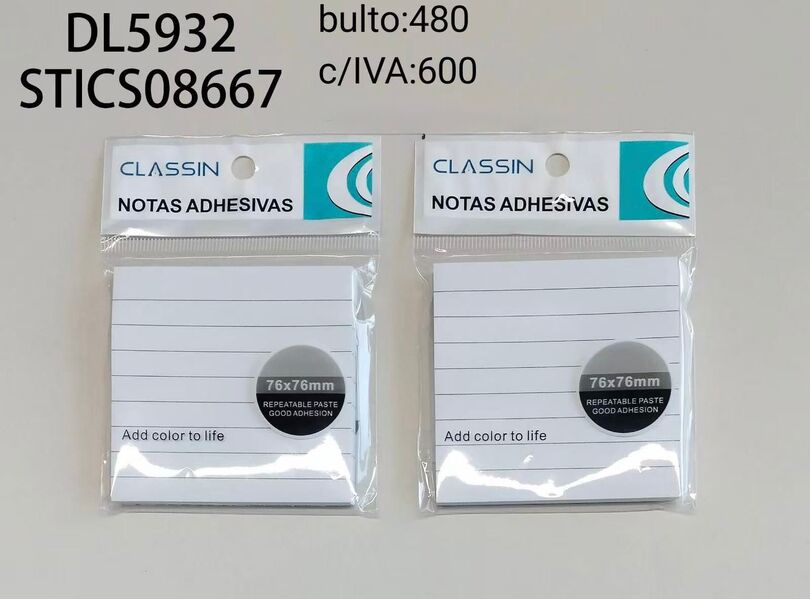 DL5932
STICS08667
bulto:480
c/IVA:600
CLASSIN
NOTAS ADHESIVAS
76x76mm
REPEATABLE PASTE
GOOD ADHESION
Add color to life
CLASSIN
NOTAS ADHESIVAS
76x76mm
REPEATABLE PASTE
GOOD ADHESION
Add color to life